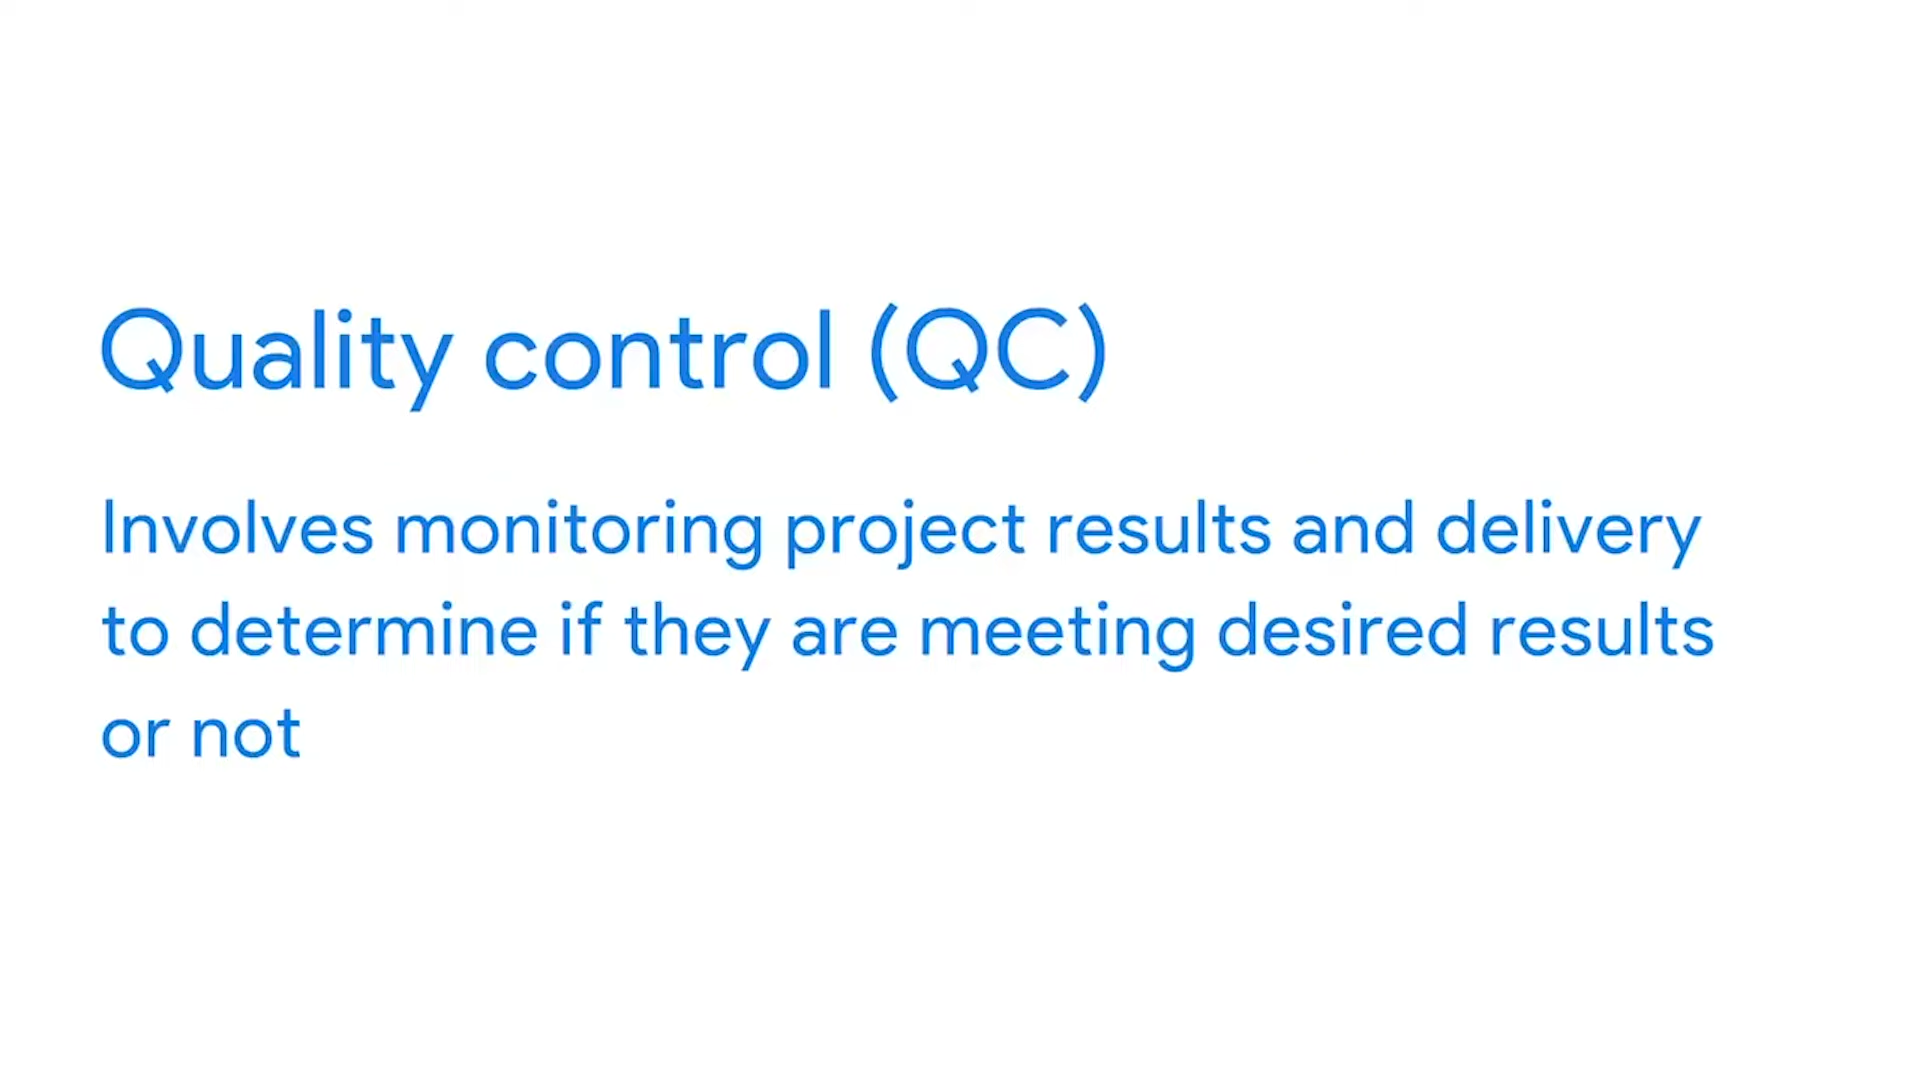 Quality control (QC)
Involves monitoring project results and delivery
to determine if they are meeting desired results
or not